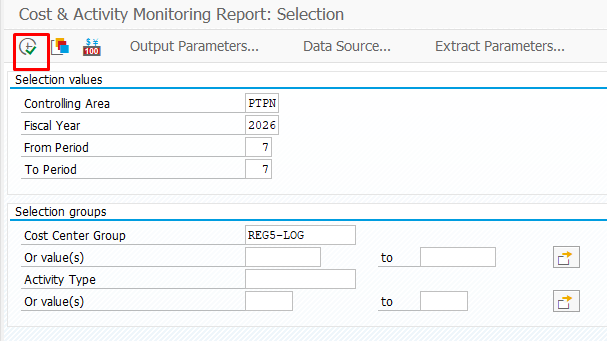 Cost & Activity Monitoring Report: Selection
$ ¥ 100 Output Parameters... Data Source... Extract Parameters...
Selection values
Controlling Area PTPN
Fiscal Year 2026
From Period 7
To Period 7
Selection groups
Cost Center Group REG5-LOG
Or value(s) to
Activity Type
Or value(s) to